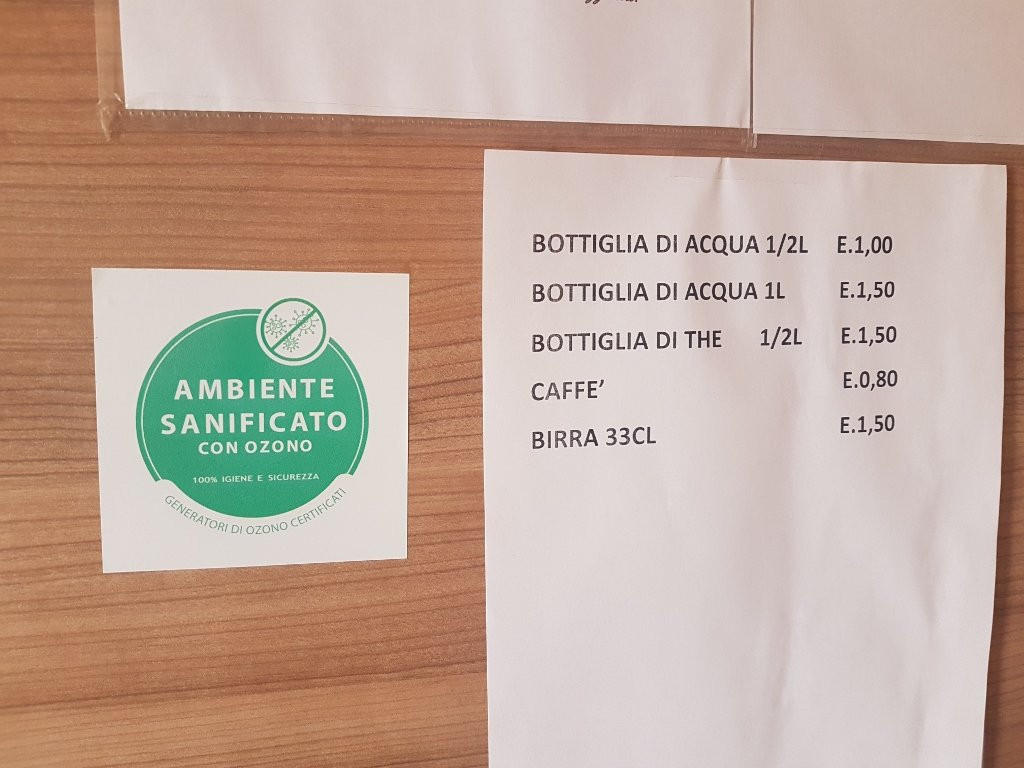 AMBIENTE
SANIFICATO
CON OZONO
100% IGIENE E SICUREZZA
GENERATORI DI OZONO CERTIFICATI
BOTTIGLIA DI ACQUA 1/2L E.1,00
BOTTIGLIA DI ACQUA 1L E.1,50
BOTTIGLIA DI THE 1/2L E.1,50
CAFFE’ E.0,80
BIRRA 33CL E.1,50